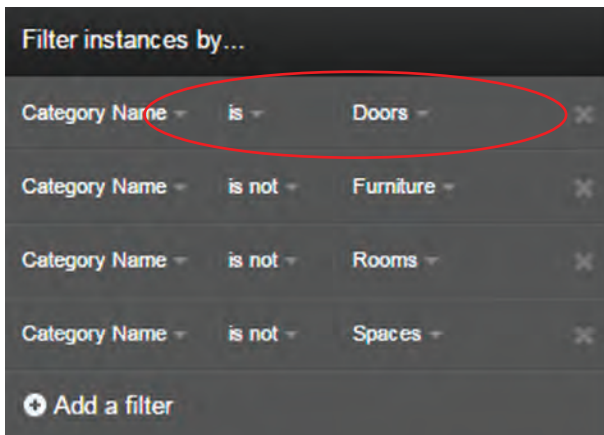 Filter instances by...
Category Name is Doors
Category Name is not Furniture
Category Name is not Rooms
Category Name is not Spaces
Add a filter